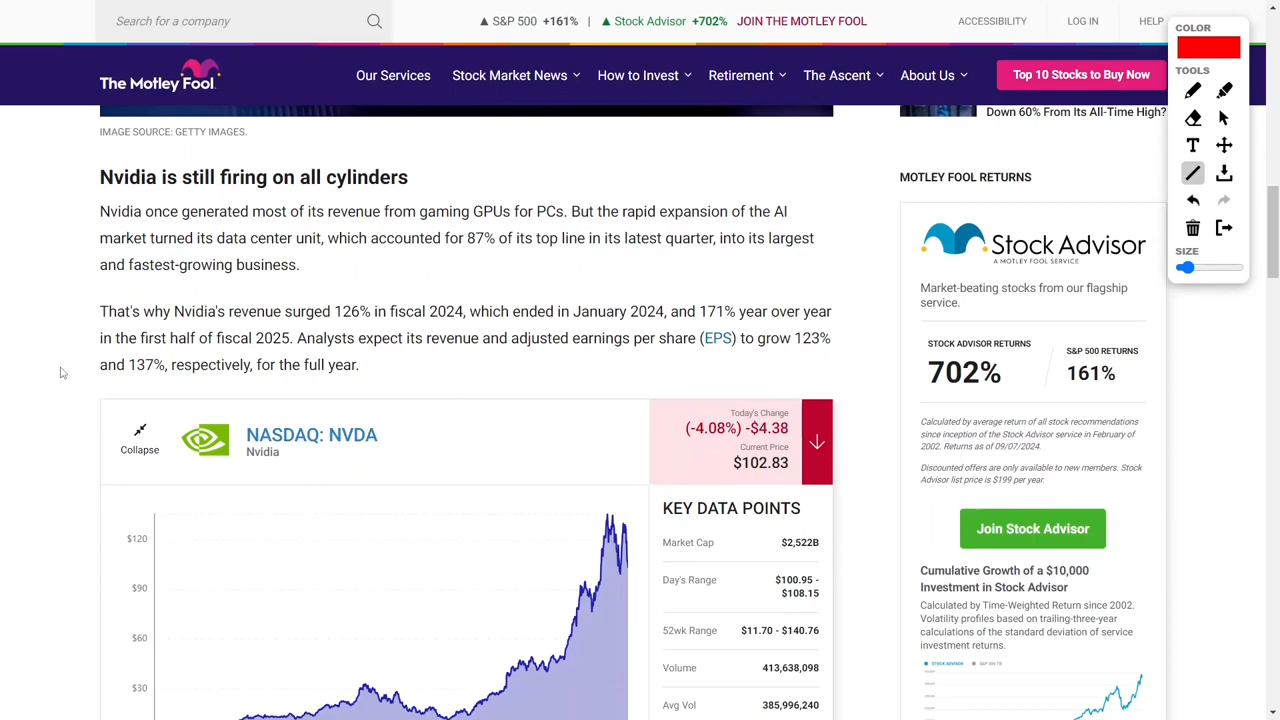 Search for a company
▲ S&P 500 +161% | ▲ Stock Advisor +702% JOIN THE MOTLEY FOOL
ACCESSIBILITY LOG IN HELP
The Motley Fool.
Our Services Stock Market News How to Invest Retirement The Ascent About Us
Top 10 Stocks to Buy Now
COLOR
TOOLS
T
SIZE
IMAGE SOURCE: GETTY IMAGES.
Nvidia is still firing on all cylinders
Nvidia once generated most of its revenue from gaming GPUs for PCs. But the rapid expansion of the AI
market turned its data center unit, which accounted for 87% of its top line in its latest quarter, into its largest
and fastest-growing business.
That's why Nvidia's revenue surged 126% in fiscal 2024, which ended in January 2024, and 171% year over year
in the first half of fiscal 2025. Analysts expect its revenue and adjusted earnings per share (EPS) to grow 123%
and 137%, respectively, for the full year.
Collapse
NASDAQ: NVDA
Nvidia
Today's Change
(-4.08%) -$4.38
Current Price
$102.83
$120
$90
$60
$30
KEY DATA POINTS
Market Cap $2,522B
Day's Range $100.95 -
$108.15
52wk Range $11.70 - $140.76
Volume 413,638,098
Avg Vol 385,996,240
Down 60% From Its All-Time High?
MOTLEY FOOL RETURNS
Stock Advisor
A MOTLEY FOOL SERVICE
Market-beating stocks from our flagship
service.
STOCK ADVISOR RETURNS
702%
S&P 500 RETURNS
161%
Calculated by average return of all stock recommendations
since inception of the Stock Advisor service in February of
2002. Returns as of 09/07/2024.
Discounted offers are only available to new members. Stock
Advisor list price is $199 per year.
Join Stock Advisor
Cumulative Growth of a $10,000
Investment in Stock Advisor
Calculated by Time-Weighted Return since 2002.
Volatility profiles based on trailing-three-year
calculations of the standard deviation of service
investment returns.
STOCK ADVISOR